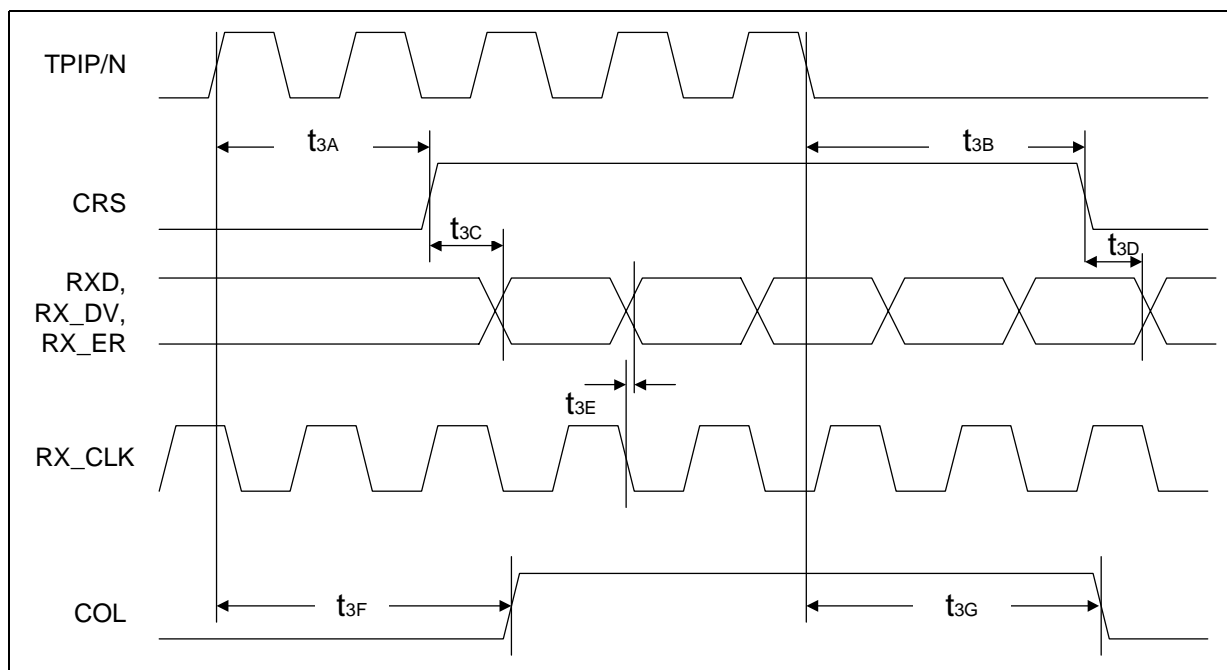 TPIP/N
t3A
t3B
CRS
t3C
t3D
RXD,
RX_DV,
RX_ER
t3E
RX_CLK
t3F
t3G
COL